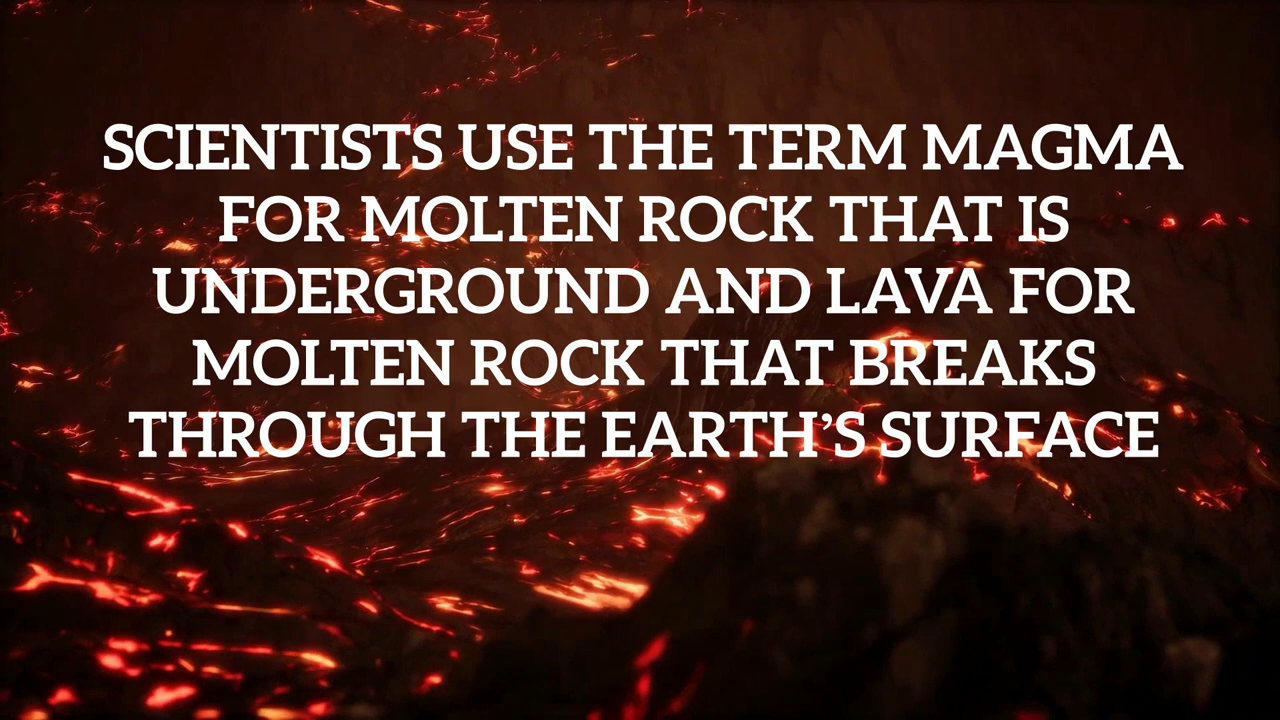 SCIENTISTS USE THE TERM MAGMA
FOR MOLTEN ROCK THAT IS
UNDERGROUND AND LAVA FOR
MOLTEN ROCK THAT BREAKS
THROUGH THE EARTH’S SURFACE